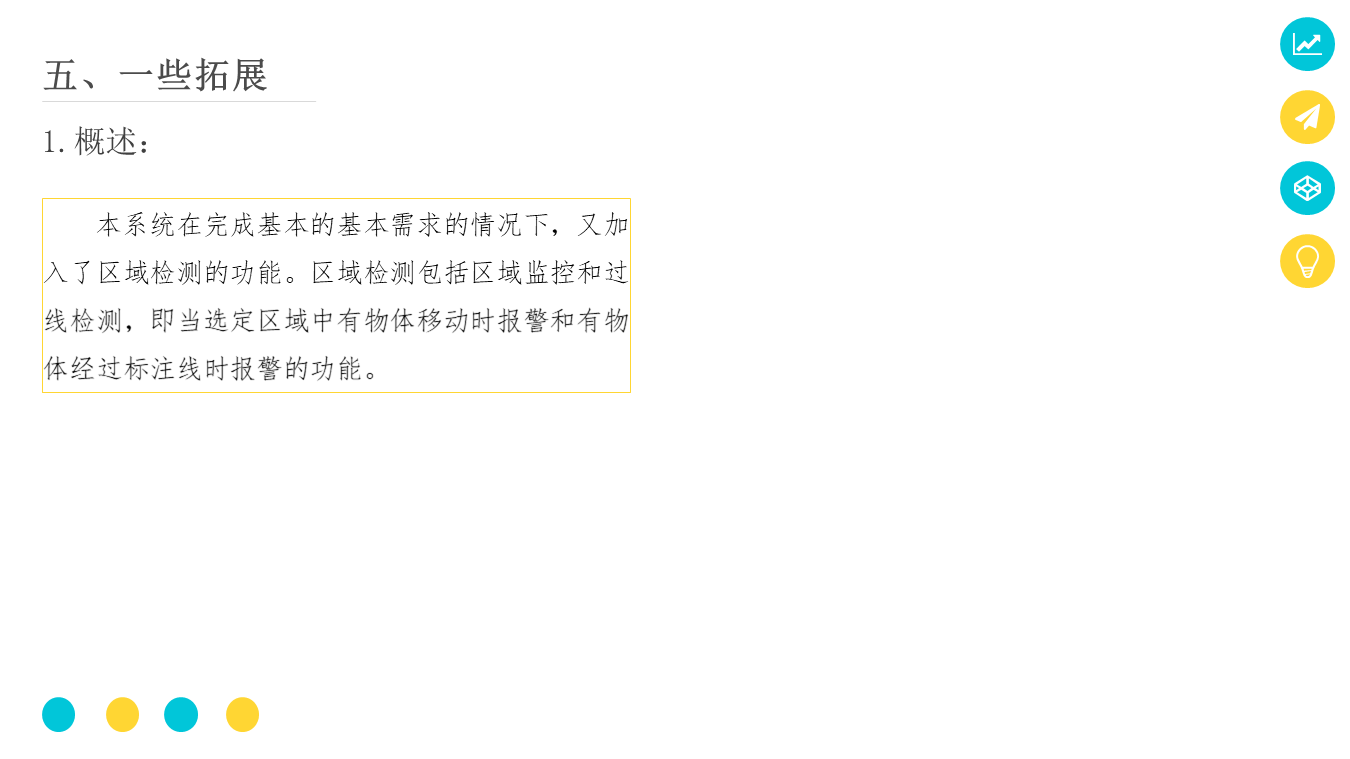 五、一些拓展
1.概述：
本系统在完成基本的基本需求的情况下，又加
入了区域检测的功能。区域检测包括区域监控和过
线检测，即当选定区域中有物体移动时报警和有物
体经过标注线时报警的功能。